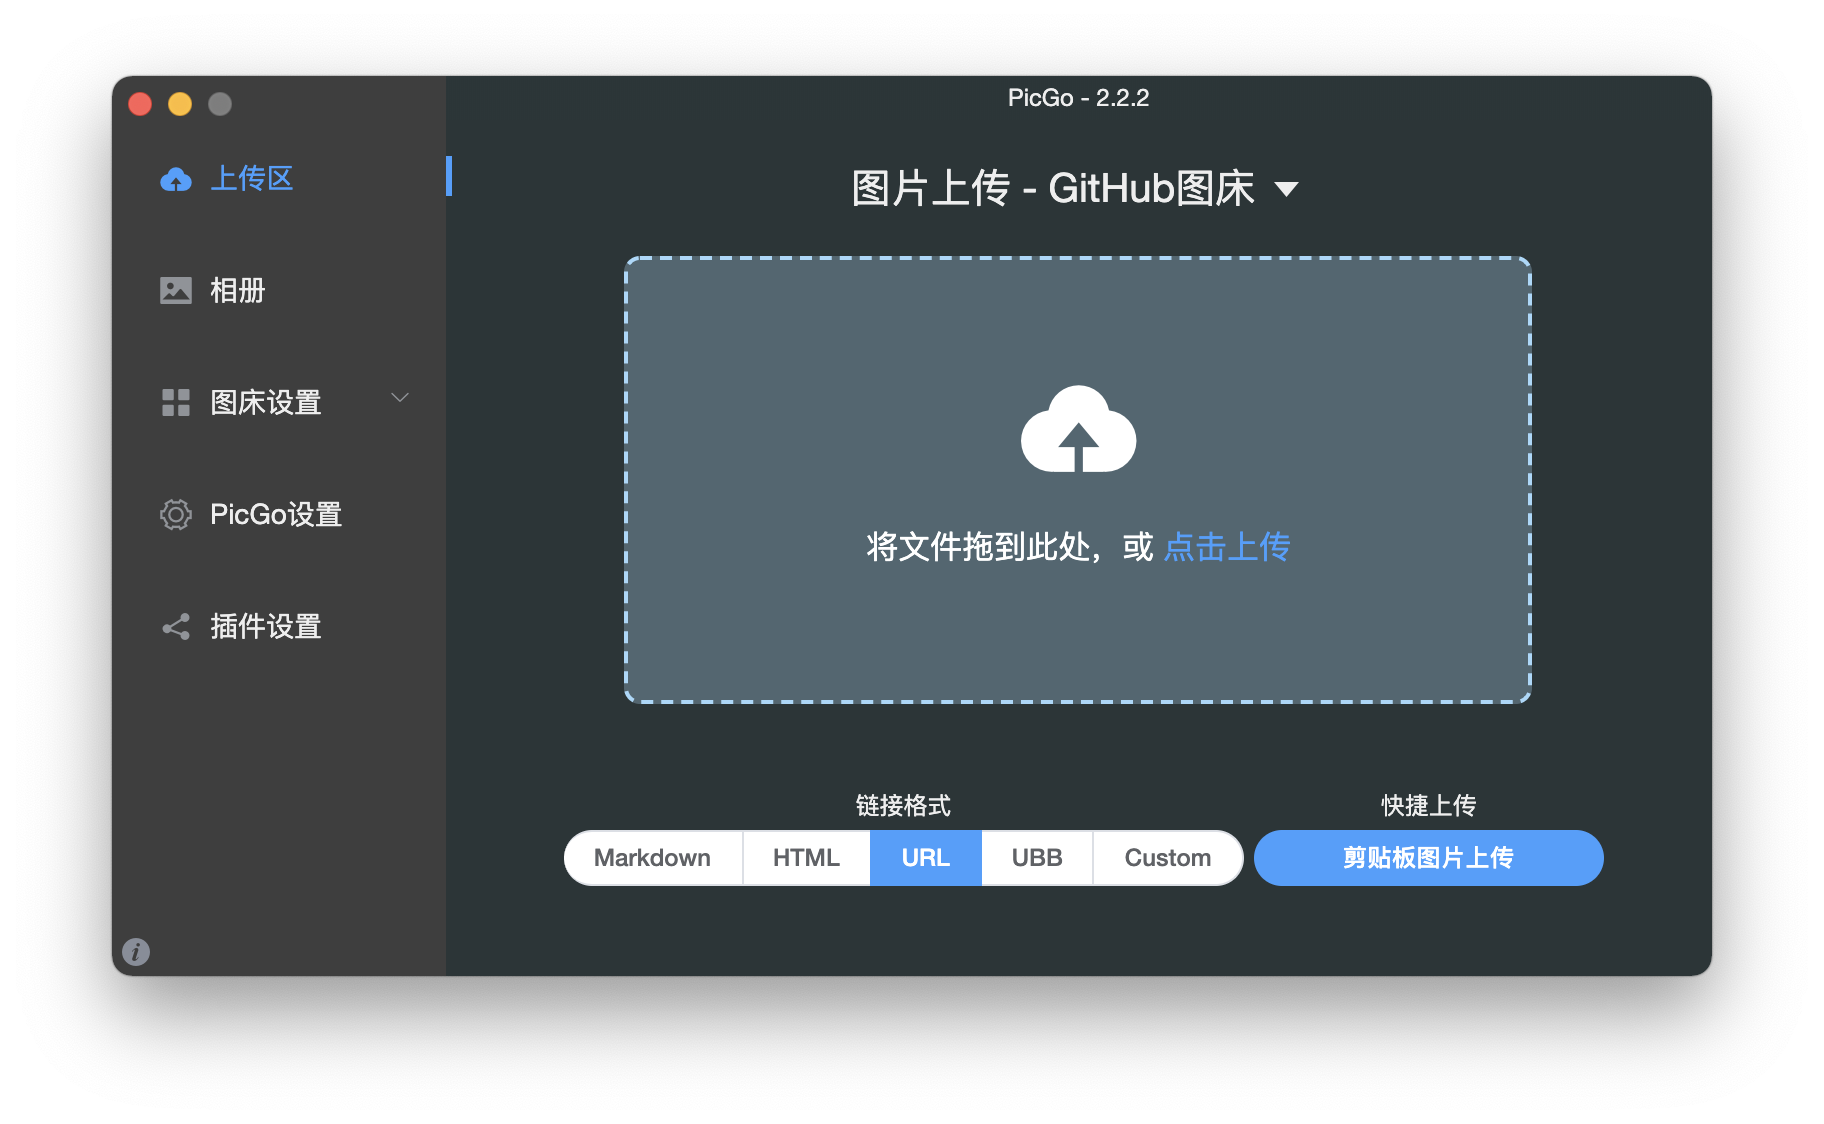 PicGo - 2.2.2
上传区
相册
图床设置
PicGo设置
插件设置
图片上传 - GitHub图床
将文件拖到此处，或 点击上传
链接格式
Markdown HTML URL UBB Custom
快捷上传
剪贴板图片上传
i